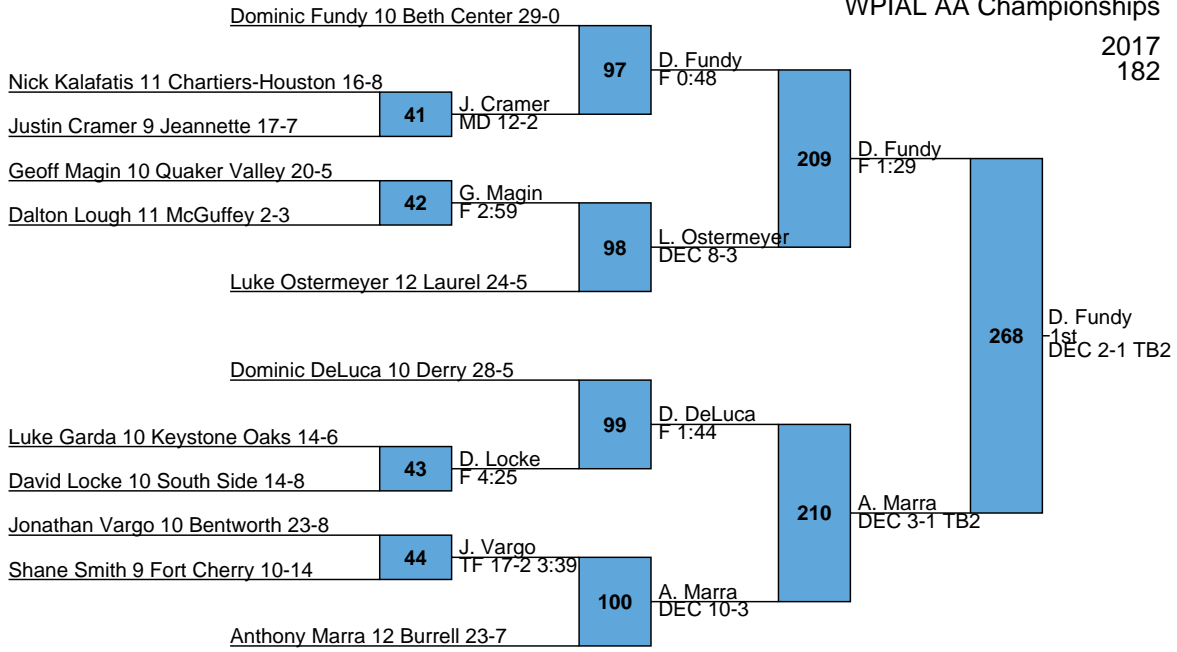 WPIAL AA Championships
2017
182
Dominic Fundy 10 Beth Center 29-0
97
D. Fundy
F 0:48
Nick Kalafatis 11 Chartiers-Houston 16-8
41
J. Cramer
MD 12-2
Justin Cramer 9 Jeannette 17-7
209
D. Fundy
F 1:29
Geoff Magin 10 Quaker Valley 20-5
42
G. Magin
F 2:59
Dalton Lough 11 McGuffey 2-3
98
L. Ostermeyer
DEC 8-3
Luke Ostermeyer 12 Laurel 24-5
268
D. Fundy
1st
DEC 2-1 TB2
Dominic DeLuca 10 Derry 28-5
99
D. DeLuca
F 1:44
Luke Garda 10 Keystone Oaks 14-6
43
D. Locke
F 4:25
David Locke 10 South Side 14-8
210
A. Marra
DEC 3-1 TB2
Jonathan Vargo 10 Bentworth 23-8
44
J. Vargo
TF 17-2 3:39
Shane Smith 9 Fort Cherry 10-14
100
A. Marra
DEC 10-3
Anthony Marra 12 Burrell 23-7